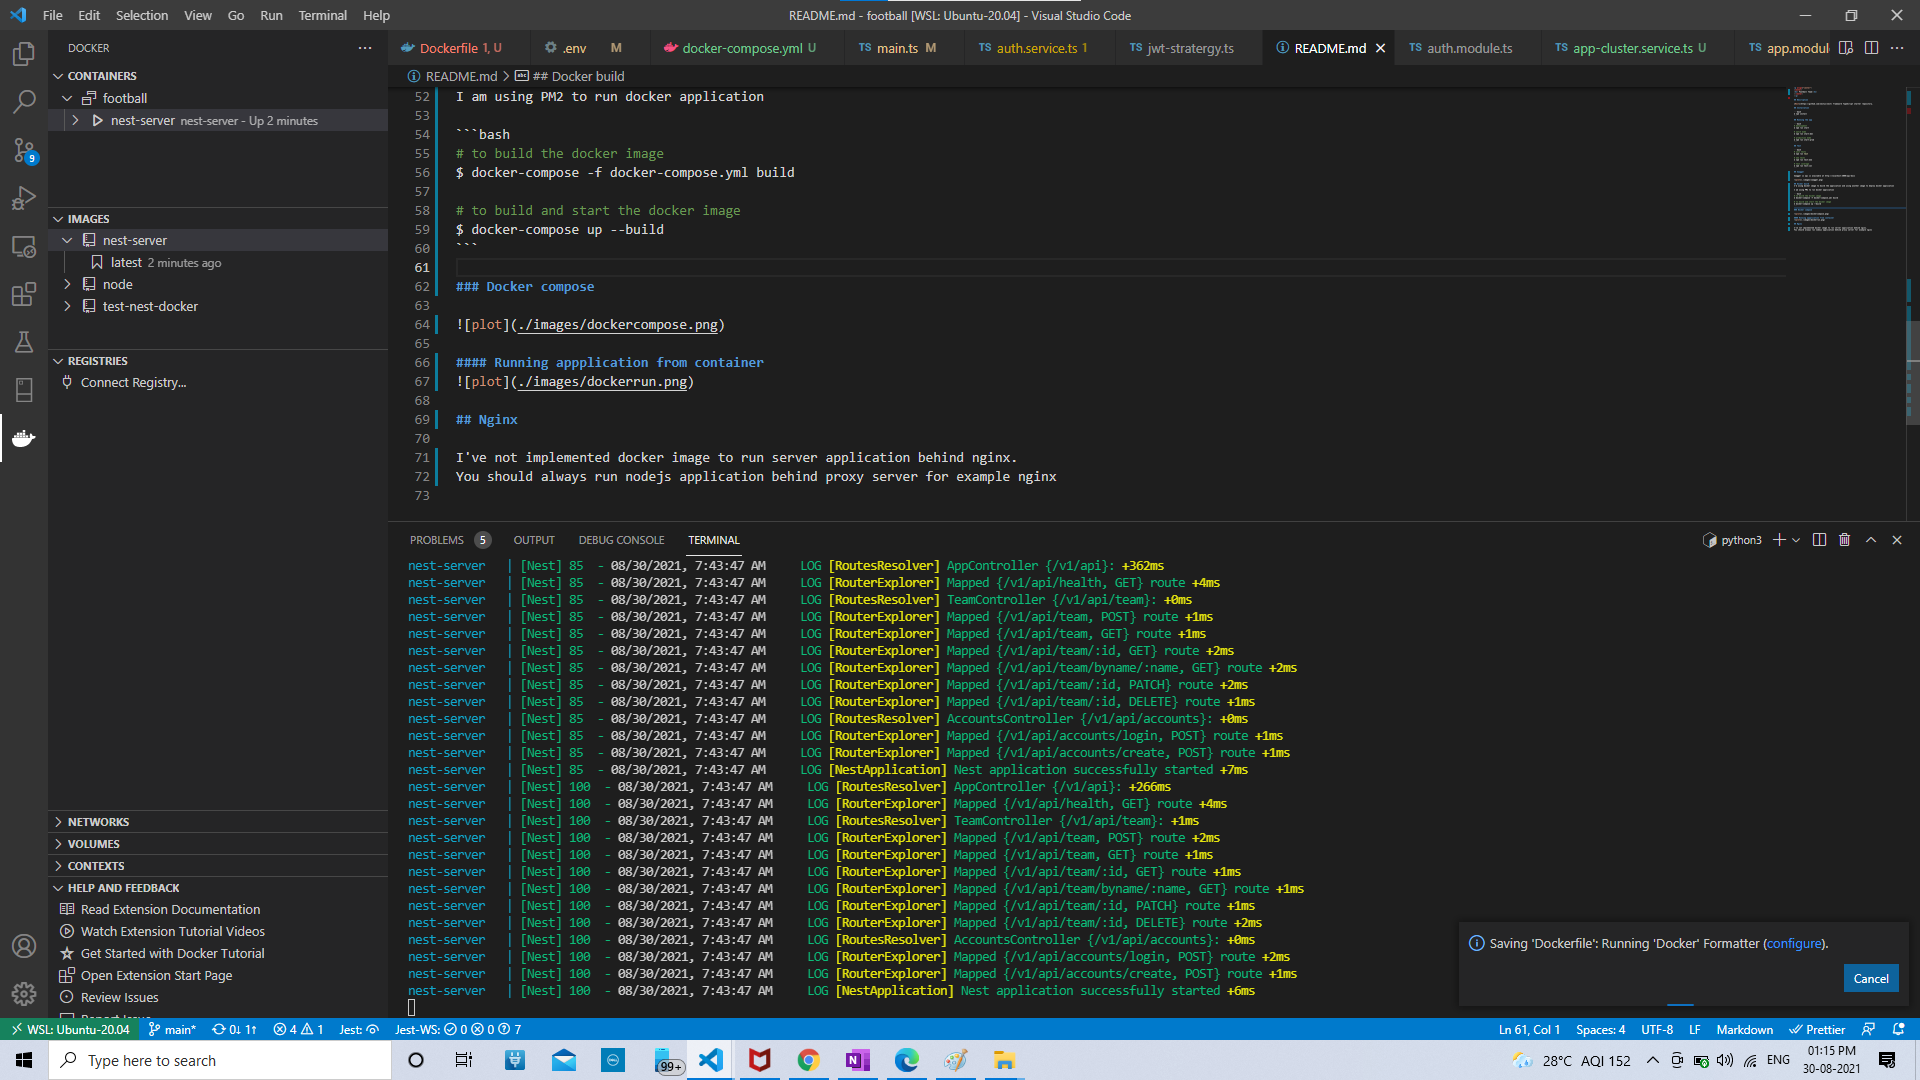 File Edit Selection View Go Run Terminal Help
README.md - football [WSL: Ubuntu-20.04] - Visual Studio Code
DOCKER
Dockerfile 1, U
.env M
docker-compose.yml U
TS main.ts M
TS auth.service.ts 1
TS jwt-stratergy.ts
README.md
TS auth.module.ts
TS app-cluster.service.ts U
TS app.modul
README.md > ## Docker build
CONTAINERS
football
nest-server nest-server - Up 2 minutes
9
IMAGES
nest-server
latest 2 minutes ago
node
test-nest-docker
REGISTRIES
Connect Registry...
NETWORKS
VOLUMES
CONTEXTS
HELP AND FEEDBACK
Read Extension Documentation
Watch Extension Tutorial Videos
Get Started with Docker Tutorial
Open Extension Start Page
Review Issues
Report Issue
52 I am using PM2 to run docker application
53
54 ```bash
55 # to build the docker image
56 $ docker-compose -f docker-compose.yml build
57
58 # to build and start the docker image
59 $ docker-compose up --build
60 ```
61
62 ### Docker compose
63
64 ![plot](./images/dockercompose.png)
65
66 #### Running appplication from container
67 ![plot](./images/dockerrun.png)
68
69 ## Nginx
70
71 I've not implemented docker image to run server application behind nginx.
72 You should always run nodejs application behind proxy server for example nginx
73
PROBLEMS 5 OUTPUT DEBUG CONSOLE TERMINAL
python3
nest-server | [Nest] 85 - 08/30/2021, 7:43:47 AM LOG [RoutesResolver] AppController {/v1/api}: +362ms
nest-server | [Nest] 85 - 08/30/2021, 7:43:47 AM LOG [RouterExplorer] Mapped {/v1/api/health, GET} route +4ms
nest-server | [Nest] 85 - 08/30/2021, 7:43:47 AM LOG [RoutesResolver] TeamController {/v1/api/team}: +0ms
nest-server | [Nest] 85 - 08/30/2021, 7:43:47 AM LOG [RouterExplorer] Mapped {/v1/api/team, POST} route +1ms
nest-server | [Nest] 85 - 08/30/2021, 7:43:47 AM LOG [RouterExplorer] Mapped {/v1/api/team, GET} route +1ms
nest-server | [Nest] 85 - 08/30/2021, 7:43:47 AM LOG [RouterExplorer] Mapped {/v1/api/team/:id, GET} route +2ms
nest-server | [Nest] 85 - 08/30/2021, 7:43:47 AM LOG [RouterExplorer] Mapped {/v1/api/team/byname/:name, GET} route +2ms
nest-server | [Nest] 85 - 08/30/2021, 7:43:47 AM LOG [RouterExplorer] Mapped {/v1/api/team/:id, PATCH} route +2ms
nest-server | [Nest] 85 - 08/30/2021, 7:43:47 AM LOG [RouterExplorer] Mapped {/v1/api/team/:id, DELETE} route +1ms
nest-server | [Nest] 85 - 08/30/2021, 7:43:47 AM LOG [RoutesResolver] AccountsController {/v1/api/accounts}: +0ms
nest-server | [Nest] 85 - 08/30/2021, 7:43:47 AM LOG [RouterExplorer] Mapped {/v1/api/accounts/login, POST} route +1ms
nest-server | [Nest] 85 - 08/30/2021, 7:43:47 AM LOG [RouterExplorer] Mapped {/v1/api/accounts/create, POST} route +1ms
nest-server | [Nest] 85 - 08/30/2021, 7:43:47 AM LOG [NestApplication] Nest application successfully started +7ms
nest-server | [Nest] 100 - 08/30/2021, 7:43:47 AM LOG [RoutesResolver] AppController {/v1/api}: +266ms
nest-server | [Nest] 100 - 08/30/2021, 7:43:47 AM LOG [RouterExplorer] Mapped {/v1/api/health, GET} route +4ms
nest-server | [Nest] 100 - 08/30/2021, 7:43:47 AM LOG [RoutesResolver] TeamController {/v1/api/team}: +1ms
nest-server | [Nest] 100 - 08/30/2021, 7:43:47 AM LOG [RouterExplorer] Mapped {/v1/api/team, POST} route +2ms
nest-server | [Nest] 100 - 08/30/2021, 7:43:47 AM LOG [RouterExplorer] Mapped {/v1/api/team, GET} route +1ms
nest-server | [Nest] 100 - 08/30/2021, 7:43:47 AM LOG [RouterExplorer] Mapped {/v1/api/team/:id, GET} route +1ms
nest-server | [Nest] 100 - 08/30/2021, 7:43:47 AM LOG [RouterExplorer] Mapped {/v1/api/team/byname/:name, GET} route +1ms
nest-server | [Nest] 100 - 08/30/2021, 7:43:47 AM LOG [RouterExplorer] Mapped {/v1/api/team/:id, PATCH} route +1ms
nest-server | [Nest] 100 - 08/30/2021, 7:43:47 AM LOG [RouterExplorer] Mapped {/v1/api/team/:id, DELETE} route +2ms
nest-server | [Nest] 100 - 08/30/2021, 7:43:47 AM LOG [RoutesResolver] AccountsController {/v1/api/accounts}: +0ms
nest-server | [Nest] 100 - 08/30/2021, 7:43:47 AM LOG [RouterExplorer] Mapped {/v1/api/accounts/login, POST} route +2ms
nest-server | [Nest] 100 - 08/30/2021, 7:43:47 AM LOG [RouterExplorer] Mapped {/v1/api/accounts/create, POST} route +1ms
nest-server | [Nest] 100 - 08/30/2021, 7:43:47 AM LOG [NestApplication] Nest application successfully started +6ms
Saving 'Dockerfile': Running 'Docker' Formatter (configure).
Cancel
WSL: Ubuntu-20.04 main* 0↓ 1↑ 4 1 Jest: Jest-WS: 0 0 7
Ln 61, Col 1 Spaces: 4 UTF-8 LF Markdown Prettier
Type here to search
DELL
99+
N
28°C AQI 152 ENG 01:15 PM
30-08-2021